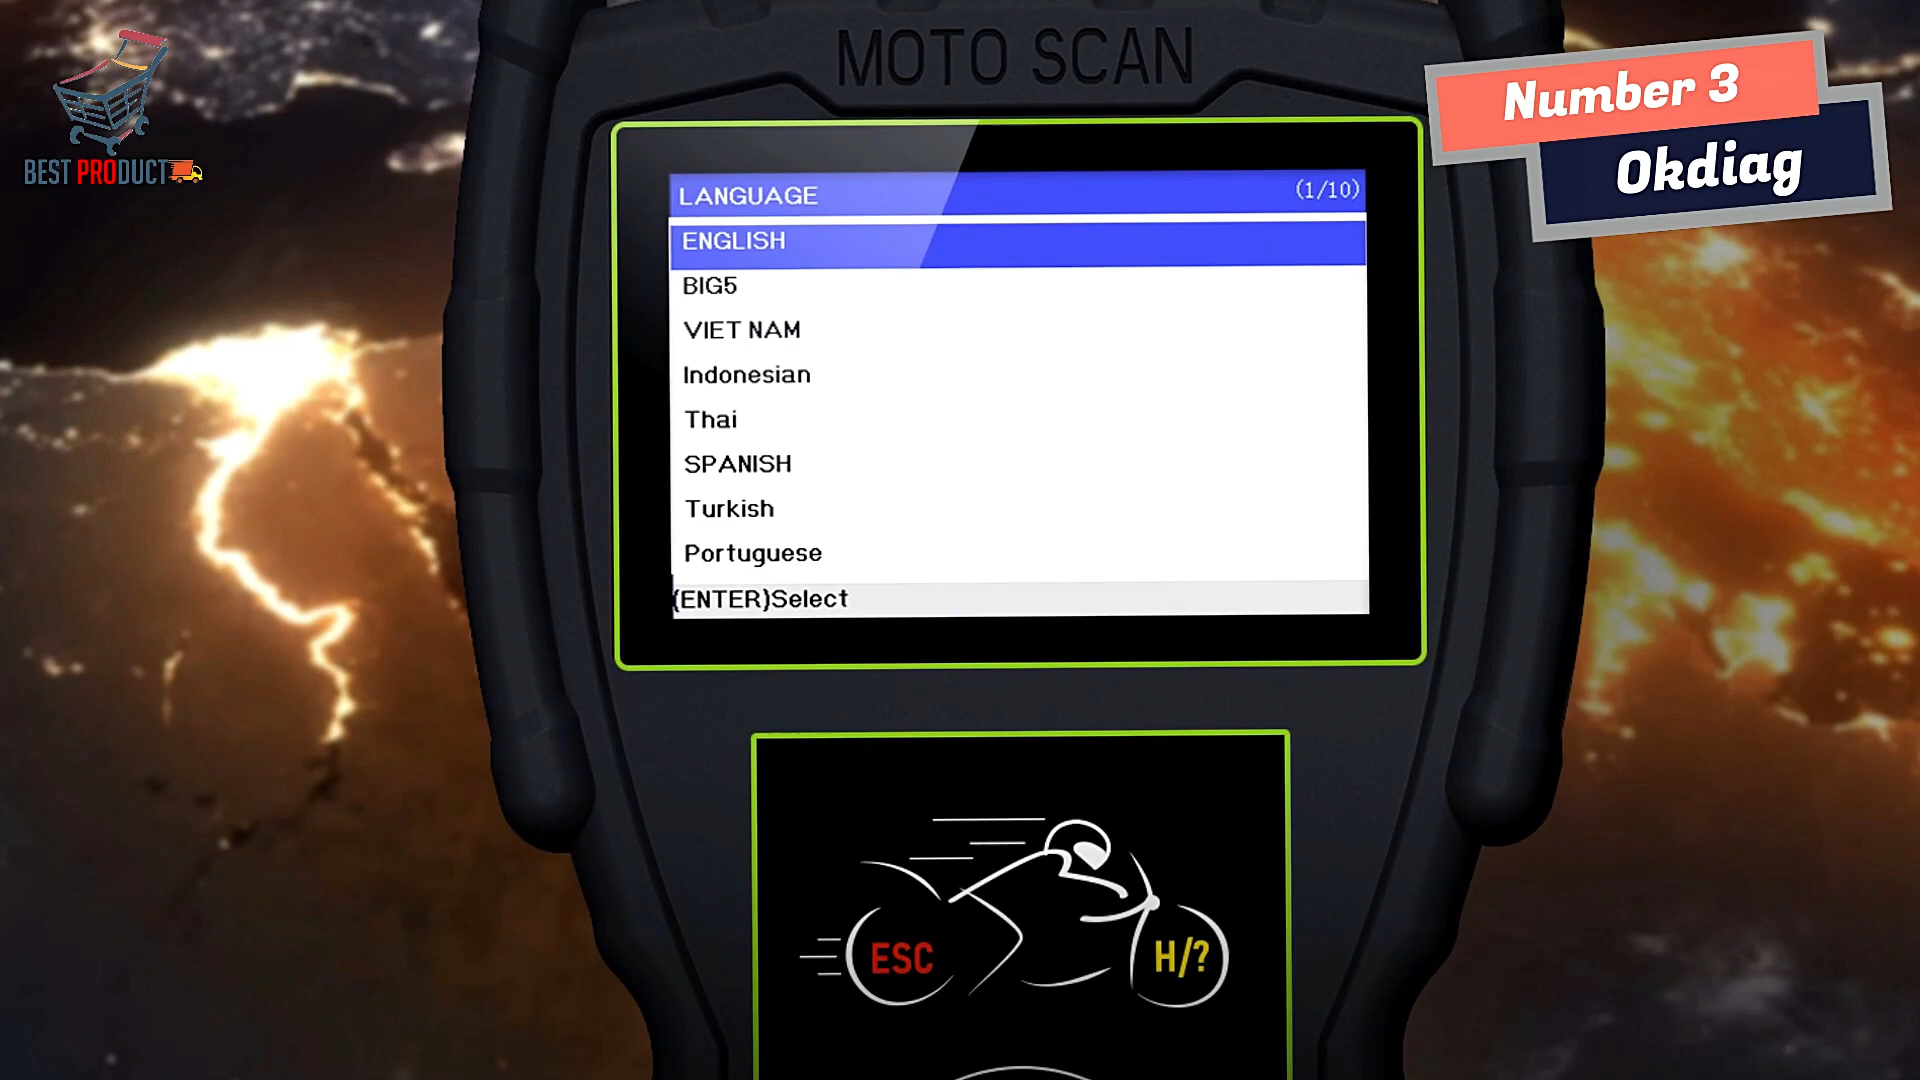 MOTO SCAN
BEST PRODUCT
Number 3
Okdiag
LANGUAGE (1/10)
ENGLISH
BIG5
VIET NAM
Indonesian
Thai
SPANISH
Turkish
Portuguese
(ENTER)Select
ESC
H/?